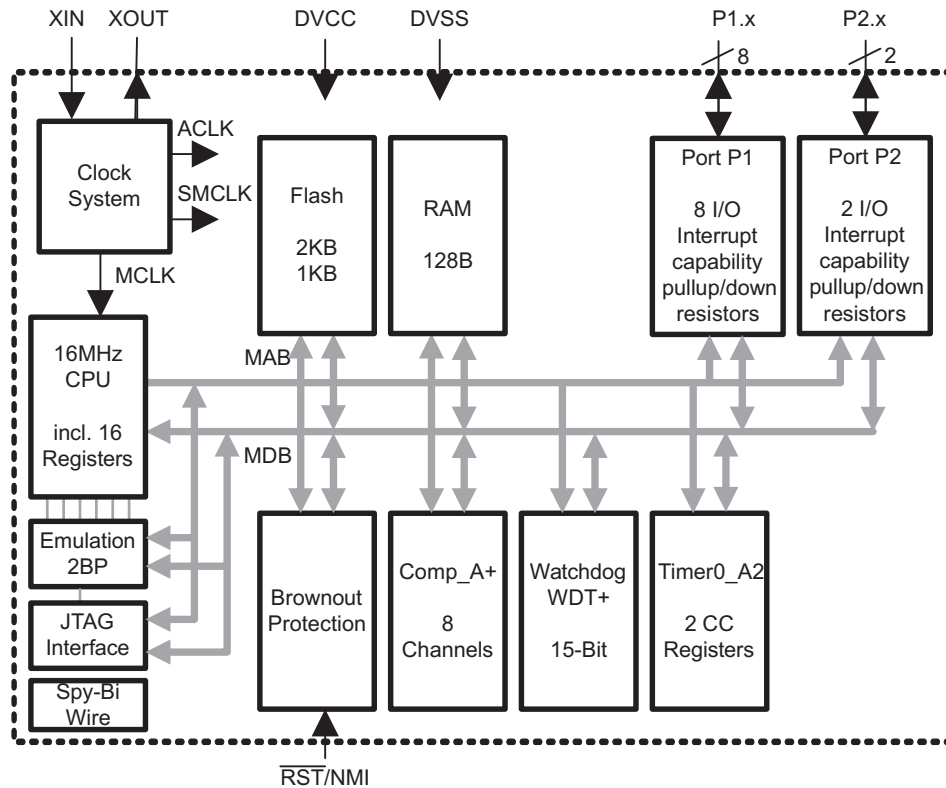 XIN XOUT DVCC DVSS P1.x P2.x
8 2
Clock
System
ACLK
SMCLK
MCLK
Flash
2KB
1KB
RAM
128B
Port P1
8 I/O
Interrupt
capability
pullup/down
resistors
Port P2
2 I/O
Interrupt
capability
pullup/down
resistors
16MHz
CPU
incl. 16
Registers
MAB
MDB
Emulation
2BP
JTAG
Interface
Spy-Bi
Wire
Brownout
Protection
Comp_A+
8
Channels
Watchdog
WDT+
15-Bit
Timer0_A2
2 CC
Registers
RST/NMI